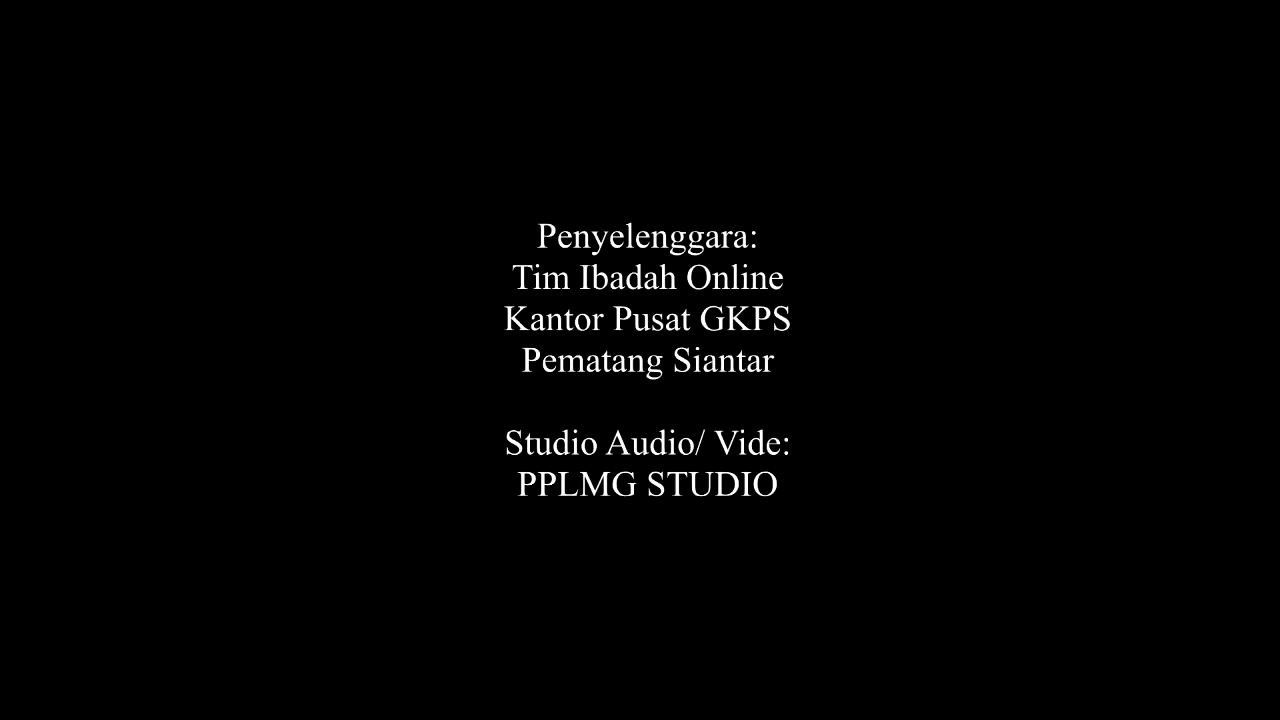 Penyelenggara:
Tim Ibadah Online
Kantor Pusat GKPS
Pematang Siantar
Studio Audio/ Vide:
PPLMG STUDIO